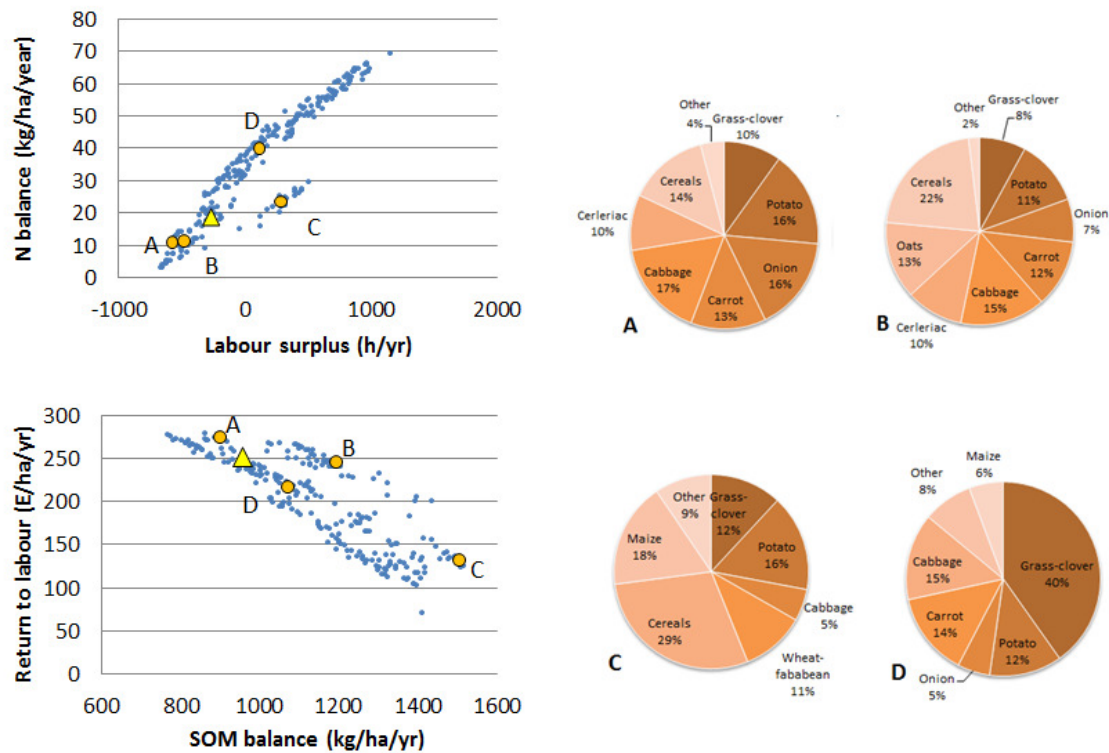 80
70
60
50
40
30
20
10
0
N balance (kg/ha/year)
D
A
B
C
-1000
0
1000
2000
Labour surplus (h/yr)
300
250
200
150
100
50
0
Return to labour (E/ha/yr)
A
B
D
C
600
800
1000
1200
1400
1600
SOM balance (kg/ha/yr)
Other
4%
Grass-clover
10%
Potato
16%
Onion
16%
Carrot
13%
Cabbage
17%
Cerleriac
10%
Cereals
14%
A
Other
2%
Grass-clover
8%
Potato
11%
Onion
7%
Carrot
12%
Cabbage
15%
Cerleriac
10%
Oats
13%
Cereals
22%
B
Other
9%
Grass-
clover
12%
Potato
16%
Cabbage
5%
Wheat-
fababean
11%
Cereals
29%
Maize
18%
C
Maize
6%
Other
8%
Grass-clover
40%
Potato
12%
Onion
5%
Carrot
14%
Cabbage
15%
D